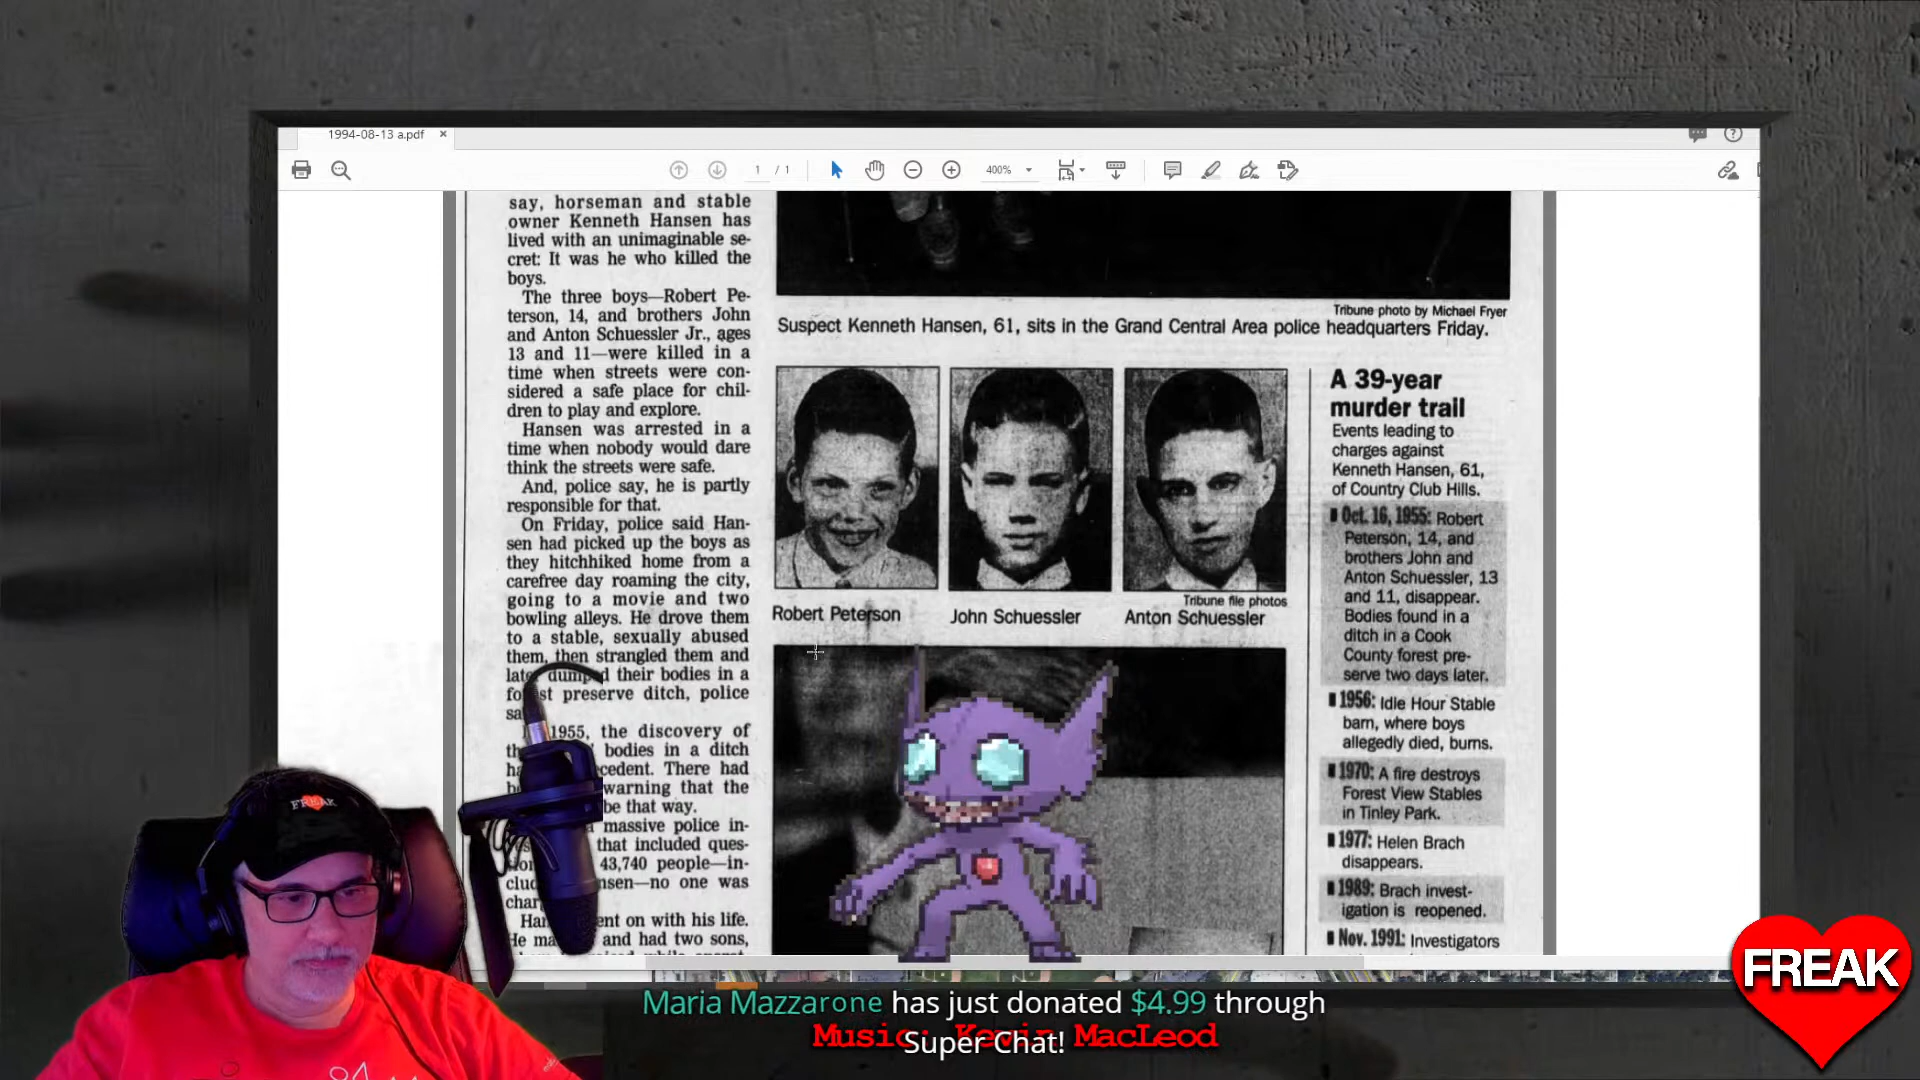 1994-08-13 a.pdf
1 / 1
400%
say, horseman and stable
owner Kenneth Hansen has
lived with an unimaginable se-
cret: It was he who killed the
boys.
The three boys—Robert Pe-
terson, 14, and brothers John
and Anton Schuessler Jr., ages
13 and 11—were killed in a
time when streets were con-
sidered a safe place for chil-
dren to play and explore.
Hansen was arrested in a
time when nobody would dare
think the streets were safe.
And, police say, he is partly
responsible for that.
On Friday, police said Han-
sen had picked up the boys as
they hitchhiked home from a
carefree day roaming the city,
going to a movie and two
bowling alleys. He drove them
to a stable, sexually abused
them, then strangled them and
dumped their bodies in a
preserve ditch, police
1955, the discovery of
bodies in a ditch
There had
warning that the
be that way.
massive police in-
that included ques-
43,740 people—in-
no one was
ent on with his life.
He and had two sons,
Tribune photo by Michael Fryer
Suspect Kenneth Hansen, 61, sits in the Grand Central Area police headquarters Friday.
Tribune file photos
Robert Peterson
John Schuessler
Anton Schuessler
A 39-year
murder trail
Events leading to
charges against
Kenneth Hansen, 61,
of Country Club Hills.
Oct. 16, 1955: Robert
Peterson, 14, and
brothers John and
Anton Schuessler, 13
and 11, disappear.
Bodies found in a
ditch in a Cook
County forest pre-
serve two days later.
1956: Idle Hour Stable
barn, where boys
allegedly died, burns.
1970: A fire destroys
Forest View Stables
in Tinley Park.
1977: Helen Brach
disappears.
1989: Brach invest-
igation is reopened.
Nov. 1991: Investigators
FREAK
FREAK
Maria Mazzarone has just donated $4.99 through
Super Chat!
Music: Kevin MacLeod